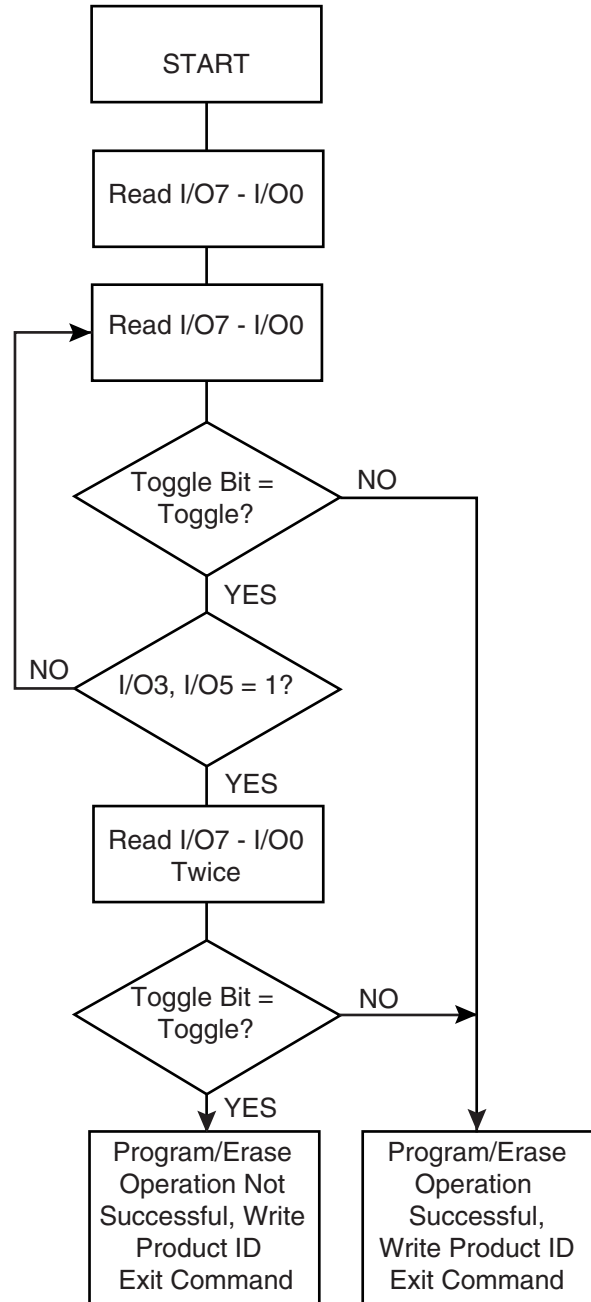 START
Read I/O7 - I/O0
Read I/O7 - I/O0
Toggle Bit =
Toggle?
NO
YES
NO
I/O3, I/O5 = 1?
YES
Read I/O7 - I/O0
Twice
Toggle Bit =
Toggle?
NO
YES
Program/Erase
Operation Not
Successful, Write
Product ID
Exit Command
Program/Erase
Operation
Successful,
Write Product ID
Exit Command